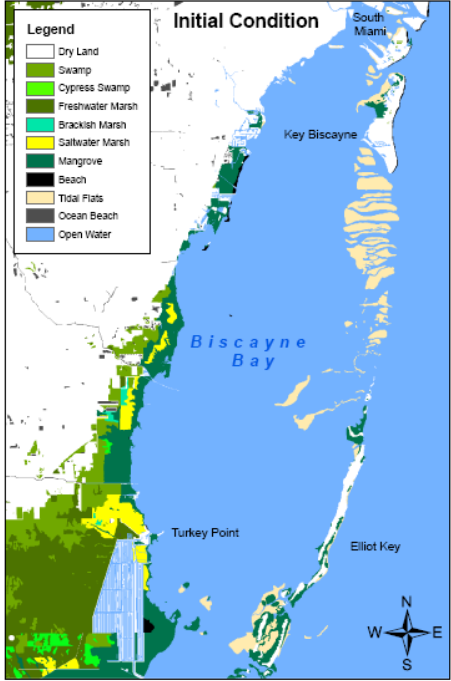 Initial Condition
South
Miami
Legend
Dry Land
Swamp
Cypress Swamp
Freshwater Marsh
Brackish Marsh
Saltwater Marsh
Mangrove
Beach
Tidal Flats
Ocean Beach
Open Water
Key Biscayne
Biscayne
Bay
Turkey Point
Elliot Key
N
W E
S